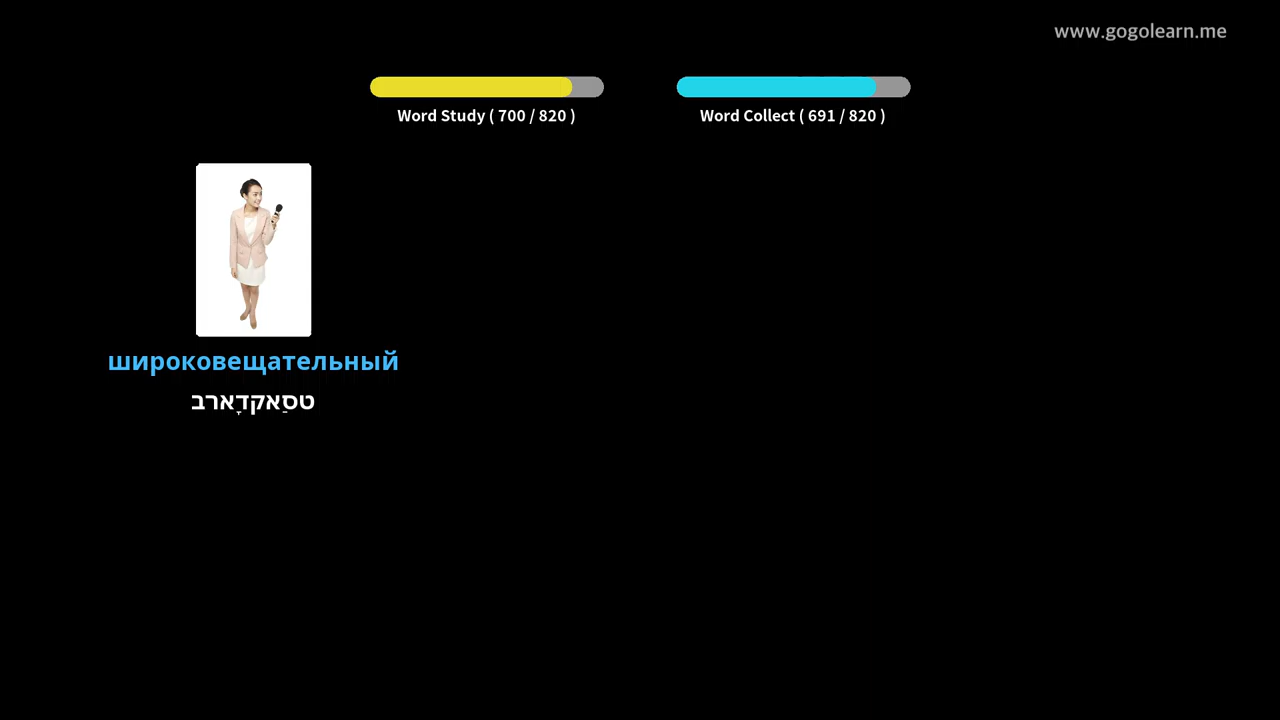 www.gogolearn.me
Word Study ( 700 / 820 )
Word Collect ( 691 / 820 )
широковещательный
טסַאקדָארב